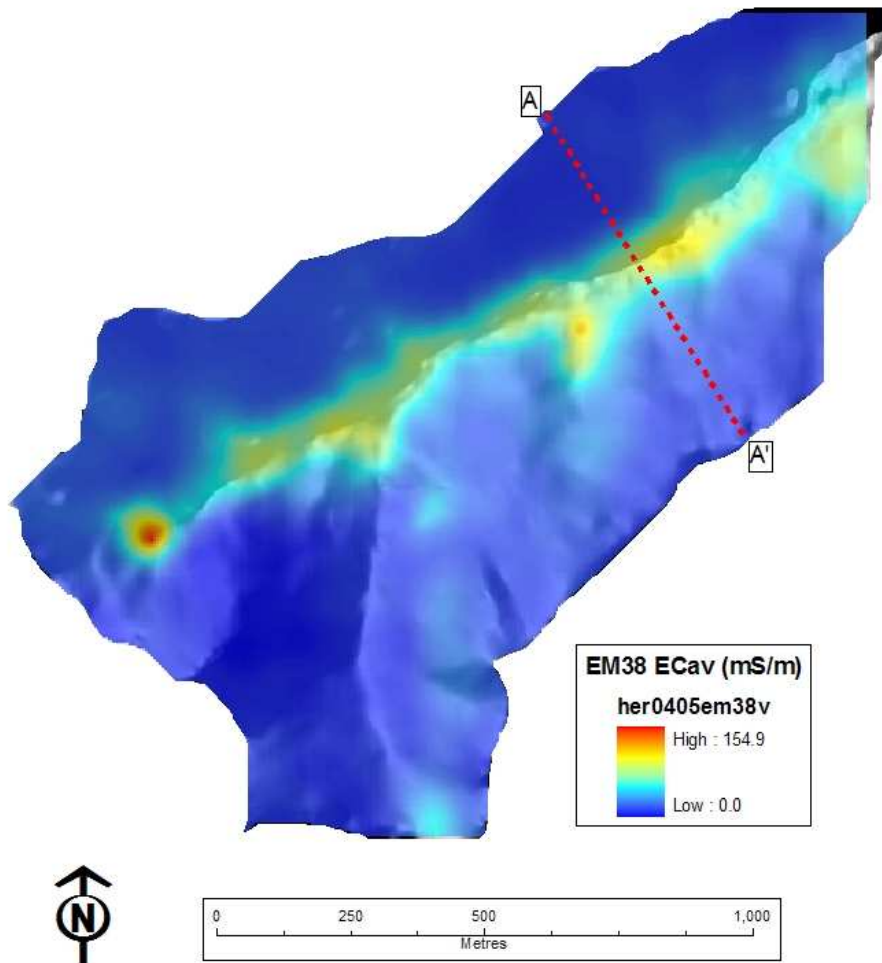 A
A'
EM38 ECav (mS/m)
her0405em38v
High : 154.9
Low : 0.0
N
0 250 500 1,000
Metres